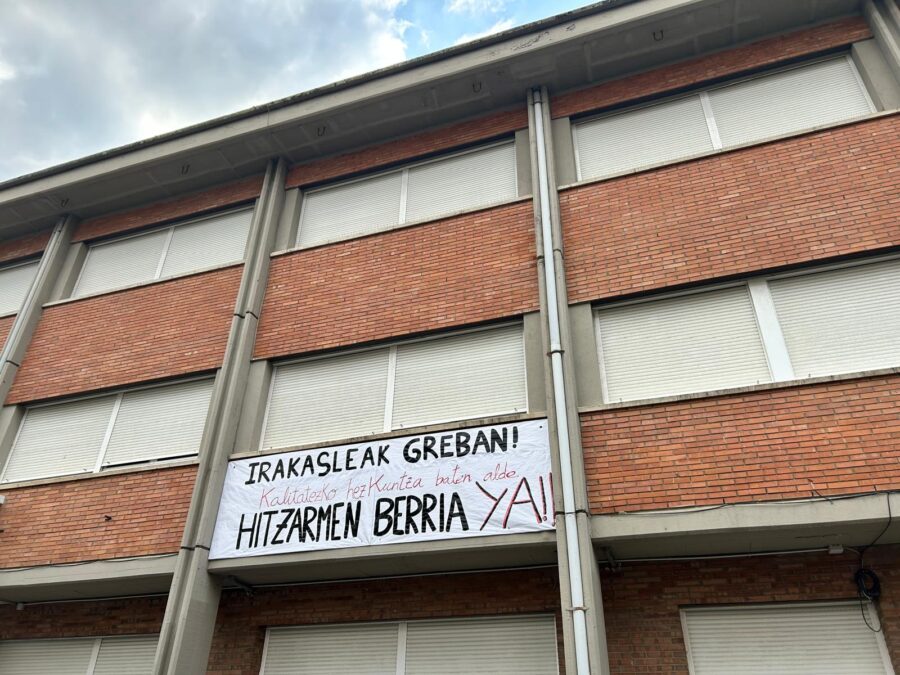 IRAKASLEAK GREBAN!
Kalitatezko hezkuntza baten alde
HITZARMEN BERRIA YA!!